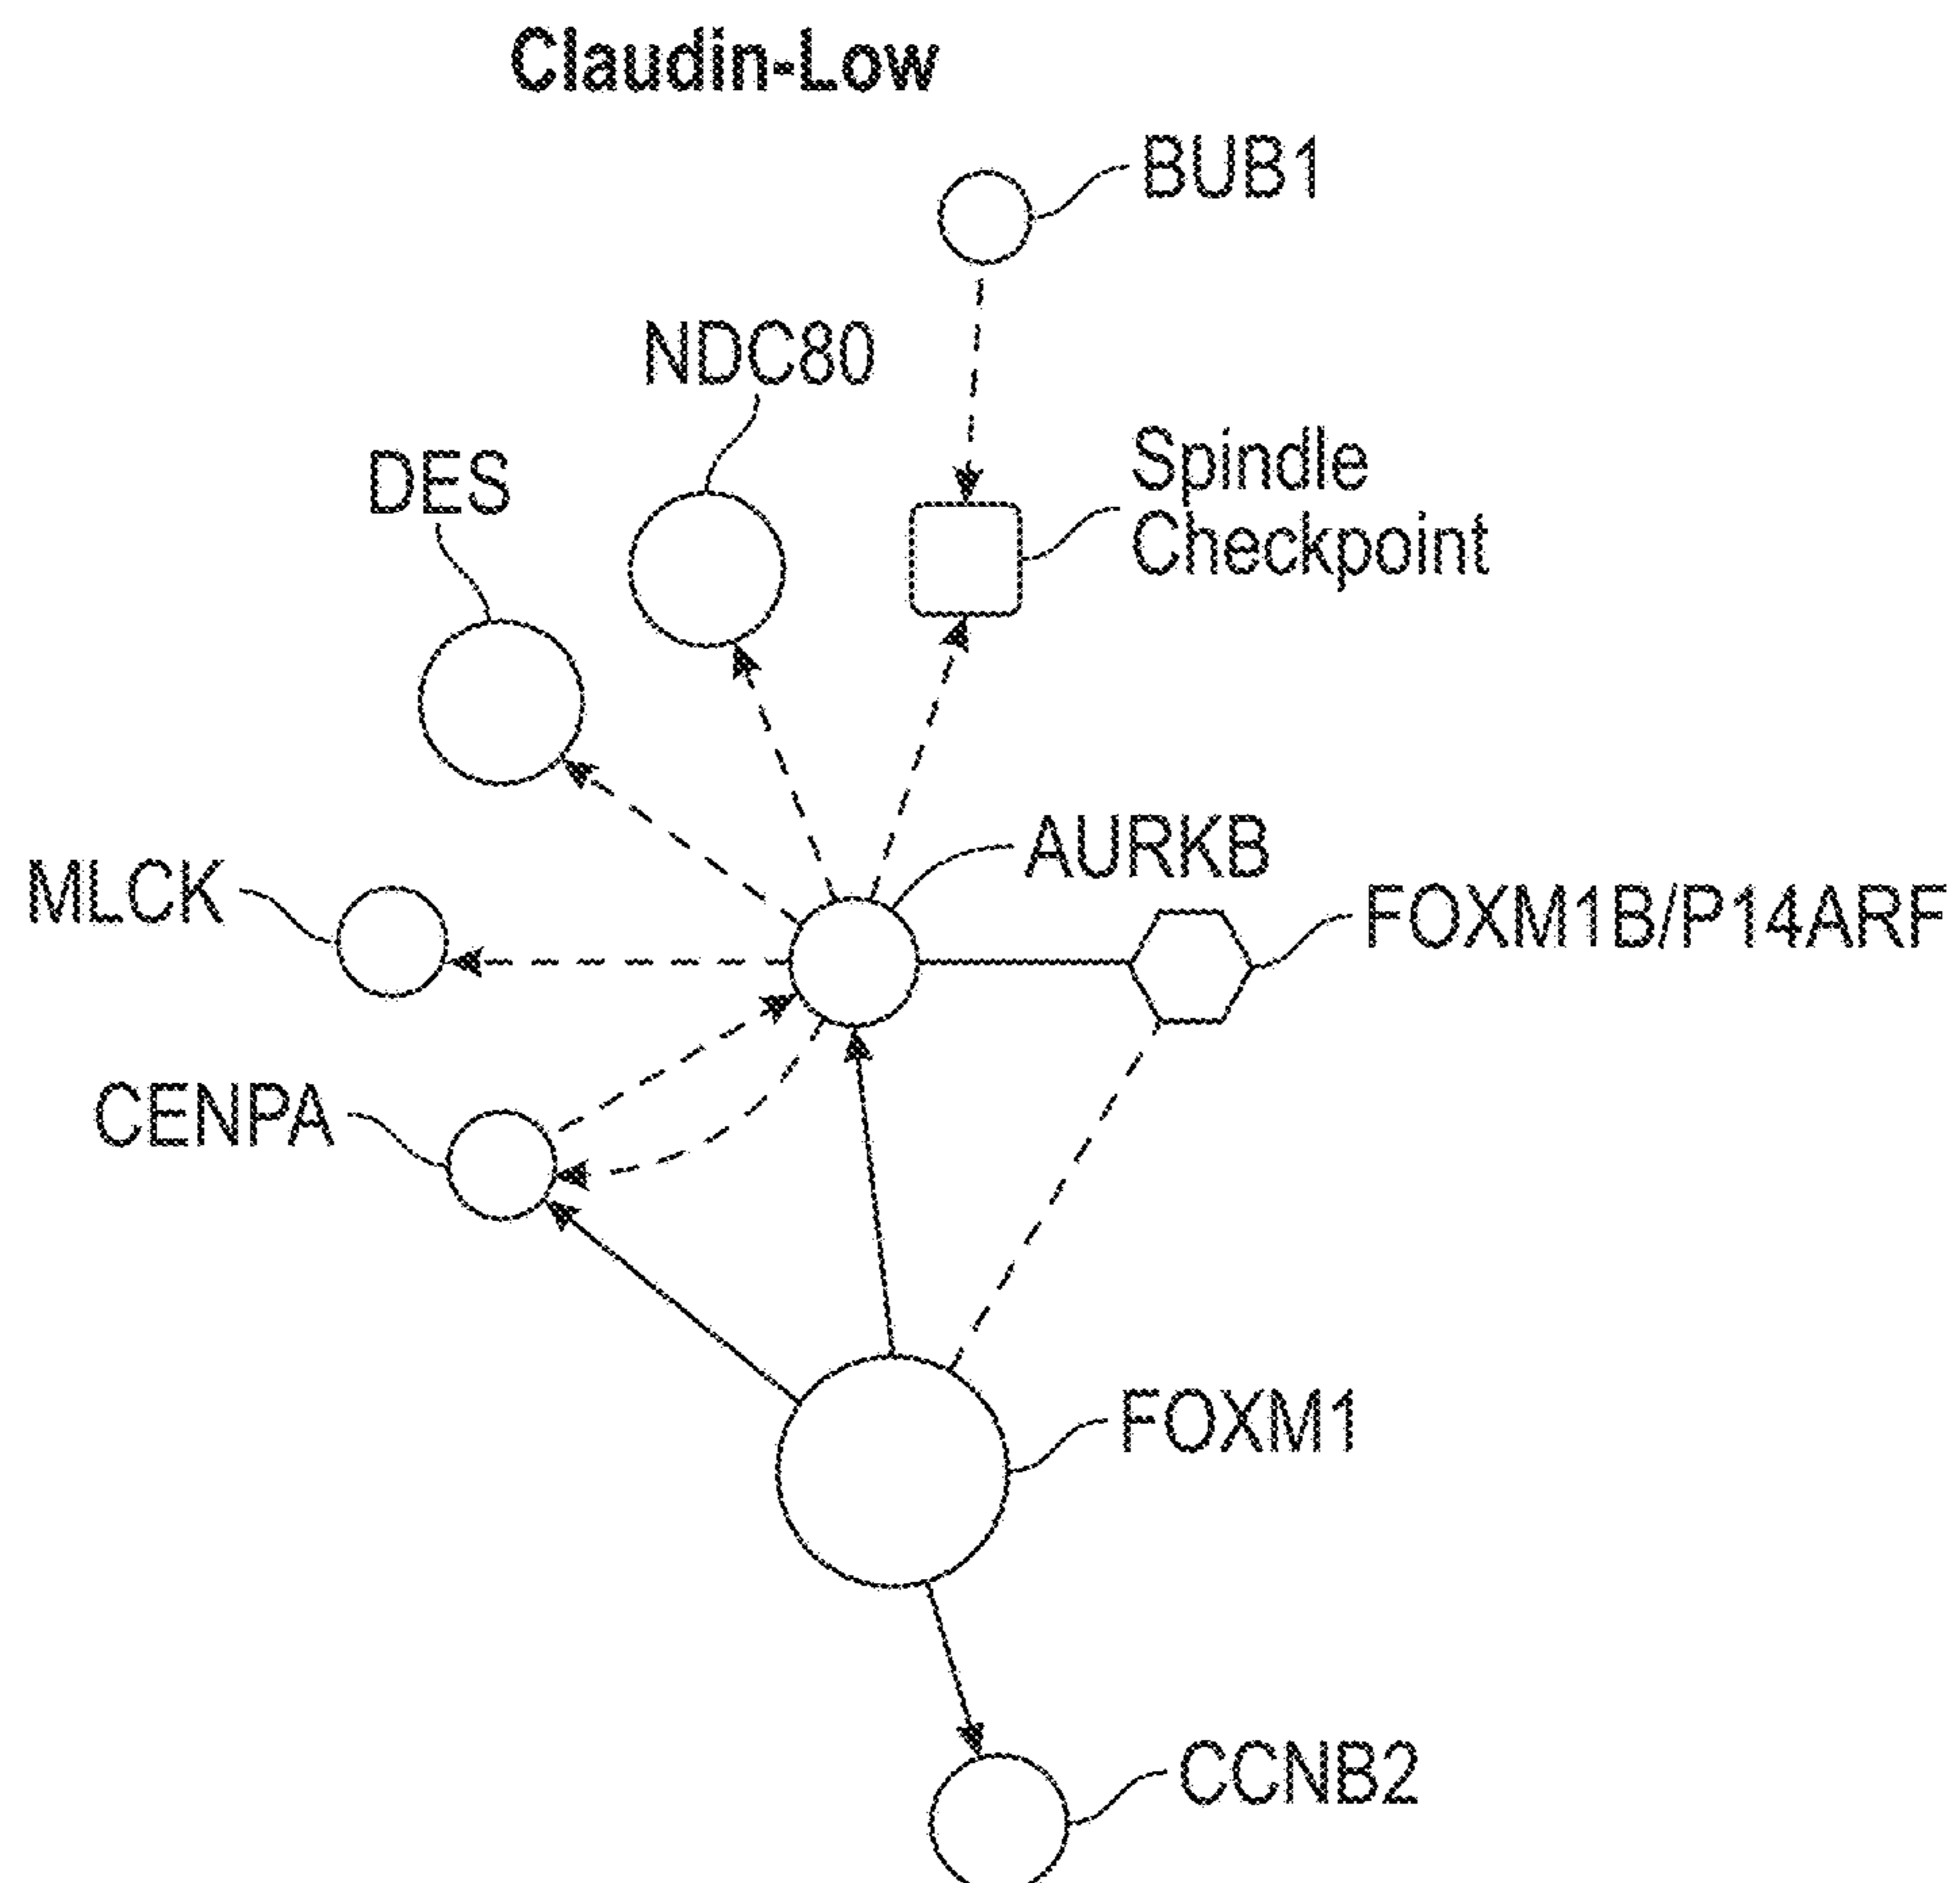 Claudin-Low
BUB1
NDC80
Spindle
Checkpoint
DES
AURKB
MLCK
FOXM1B/P14ARF
CENPA
FOXM1
CCNB2